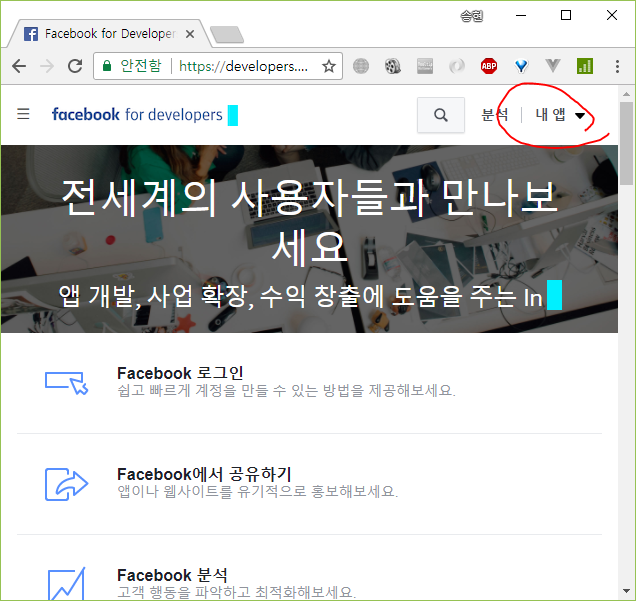 송현
Facebook for Developer
안전함 https://developers....
ABP
facebook for developers
분석 내 앱
전세계의 사용자들과 만나보
세요
앱 개발, 사업 확장, 수익 창출에 도움을 주는 In
Facebook 로그인
쉽고 빠르게 계정을 만들 수 있는 방법을 제공해보세요.
Facebook에서 공유하기
앱이나 웹사이트를 유기적으로 홍보해보세요.
Facebook 분석
고객 행동을 파악하고 최적화해보세요.